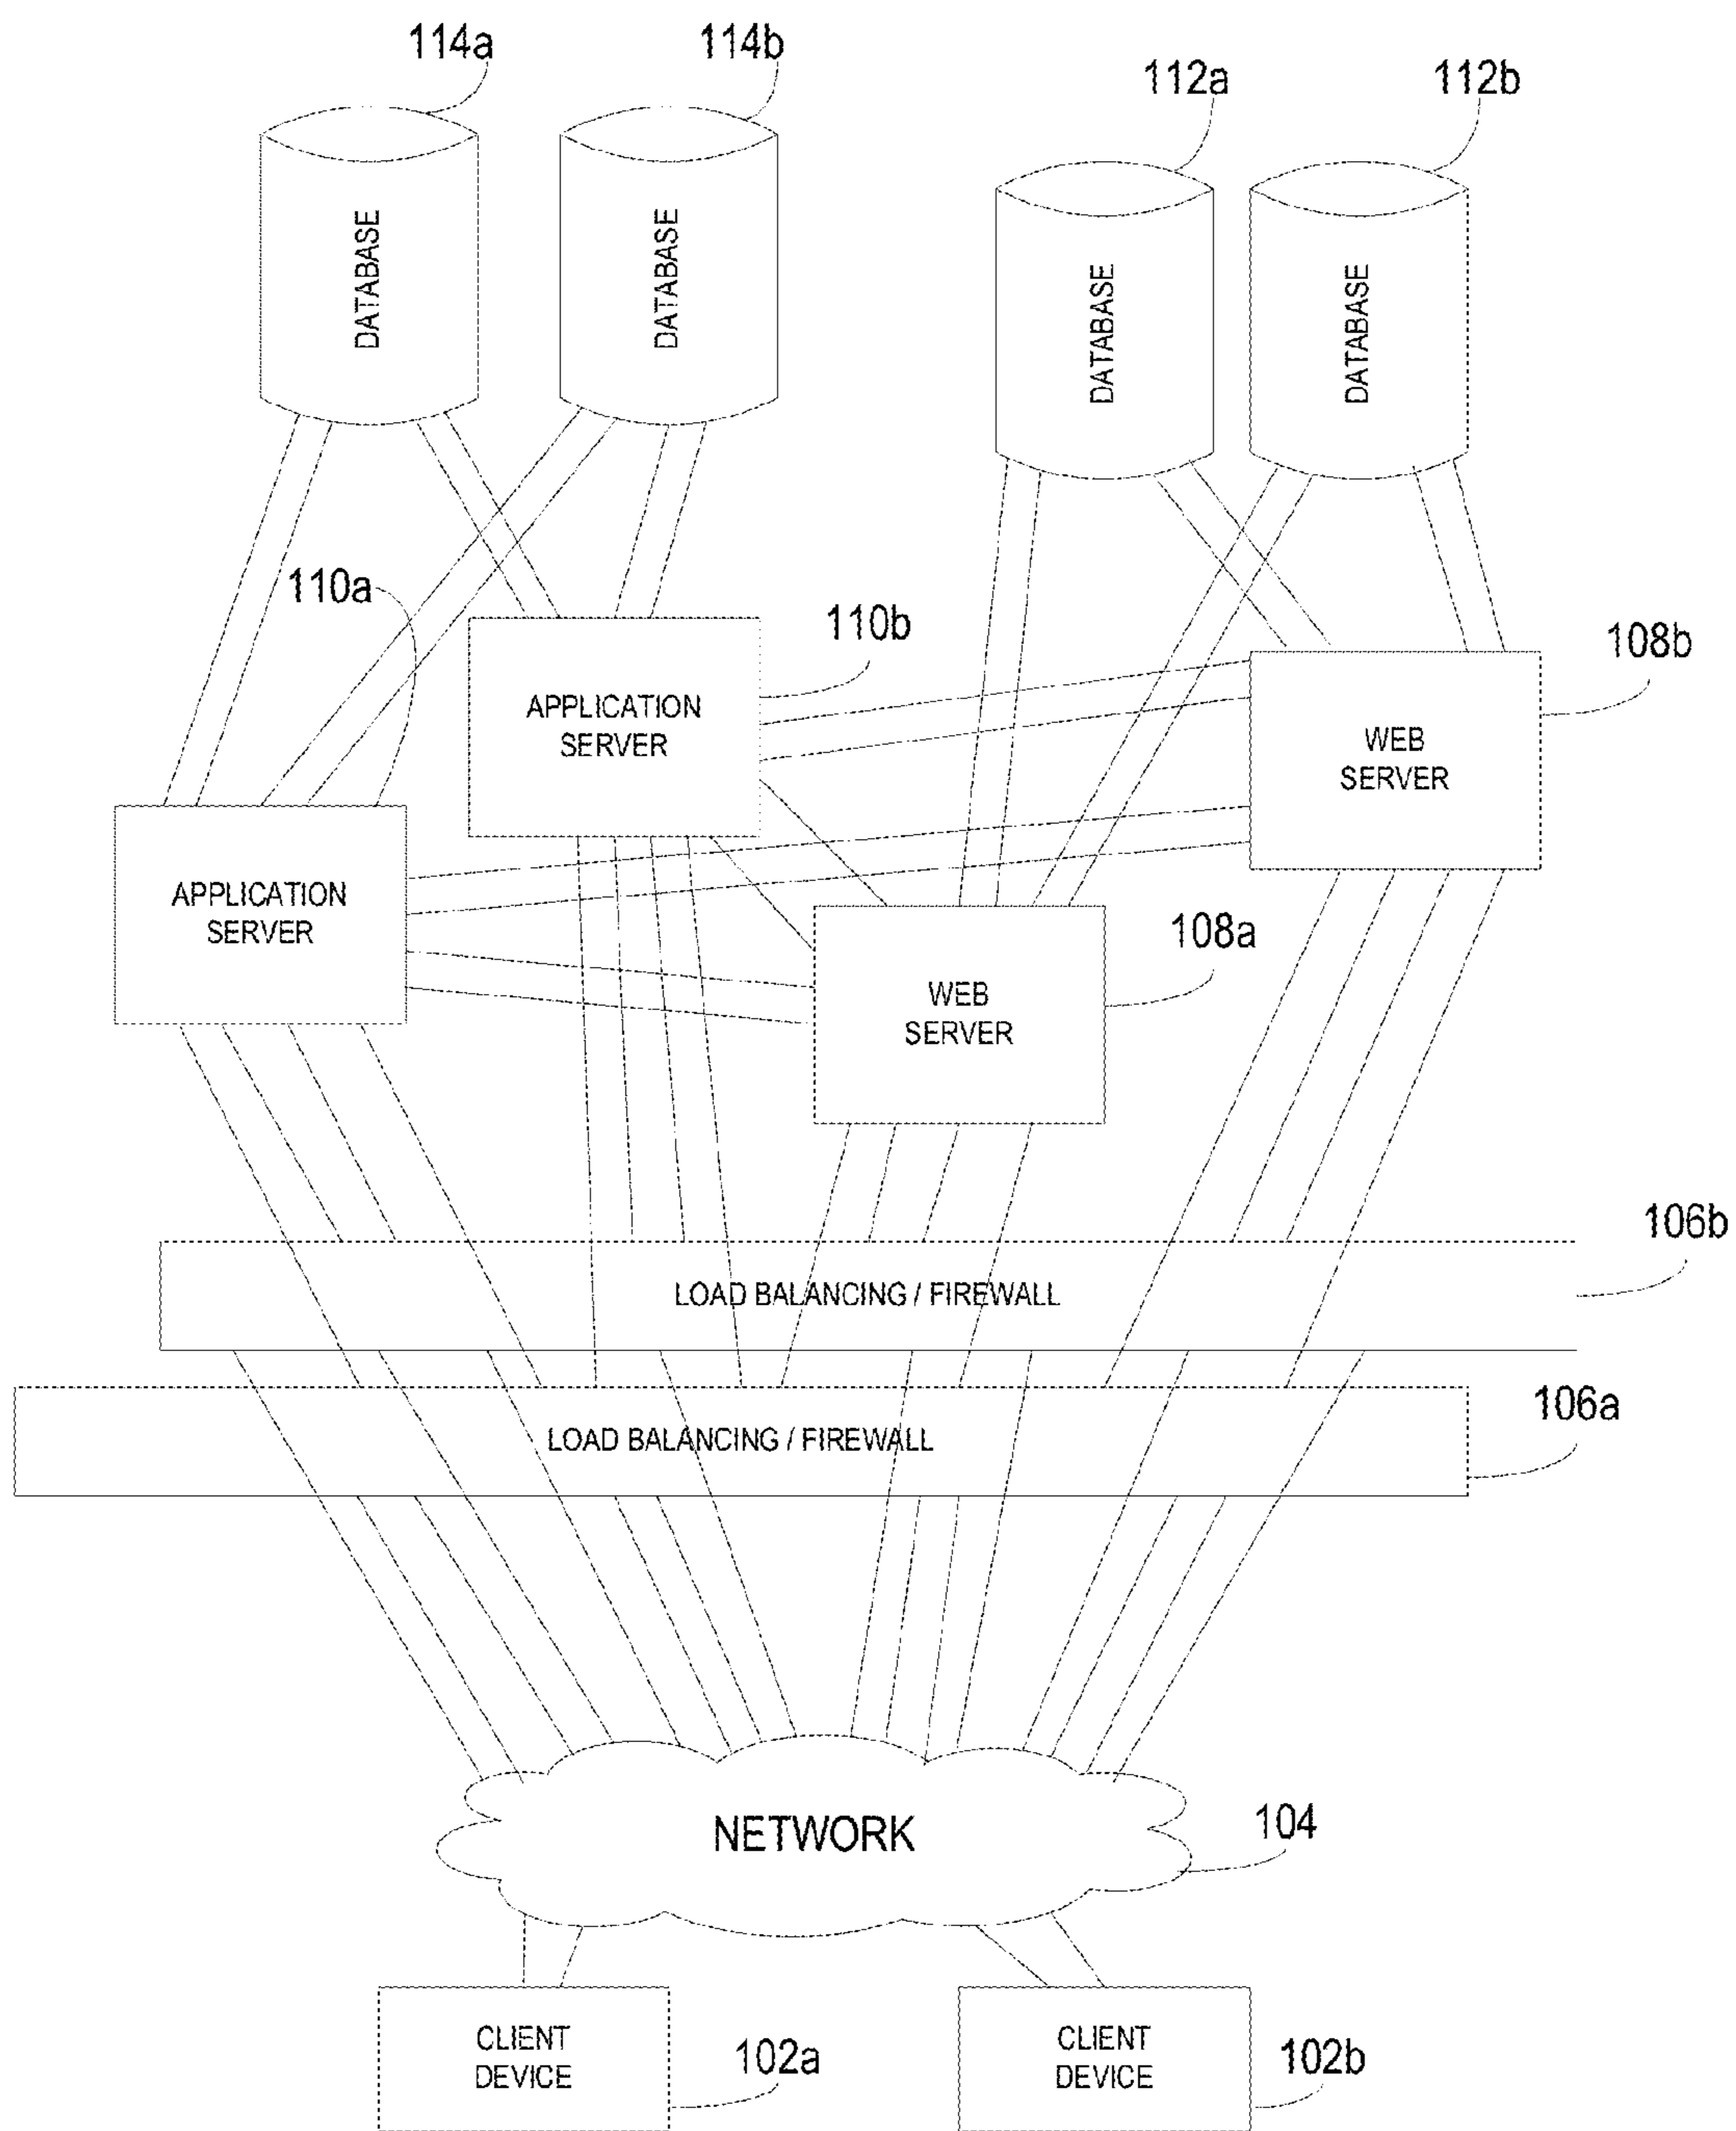 114a
114b
112a
112b
DATABASE
DATABASE
DATABASE
DATABASE
110a
110b
108b
APPLICATION
SERVER
WEB
SERVER
APPLICATION
SERVER
108a
WEB
SERVER
106b
LOAD BALANCING / FIREWALL
106a
LOAD BALANCING / FIREWALL
NETWORK
104
CLIENT
DEVICE
102a
CLIENT
DEVICE
102b